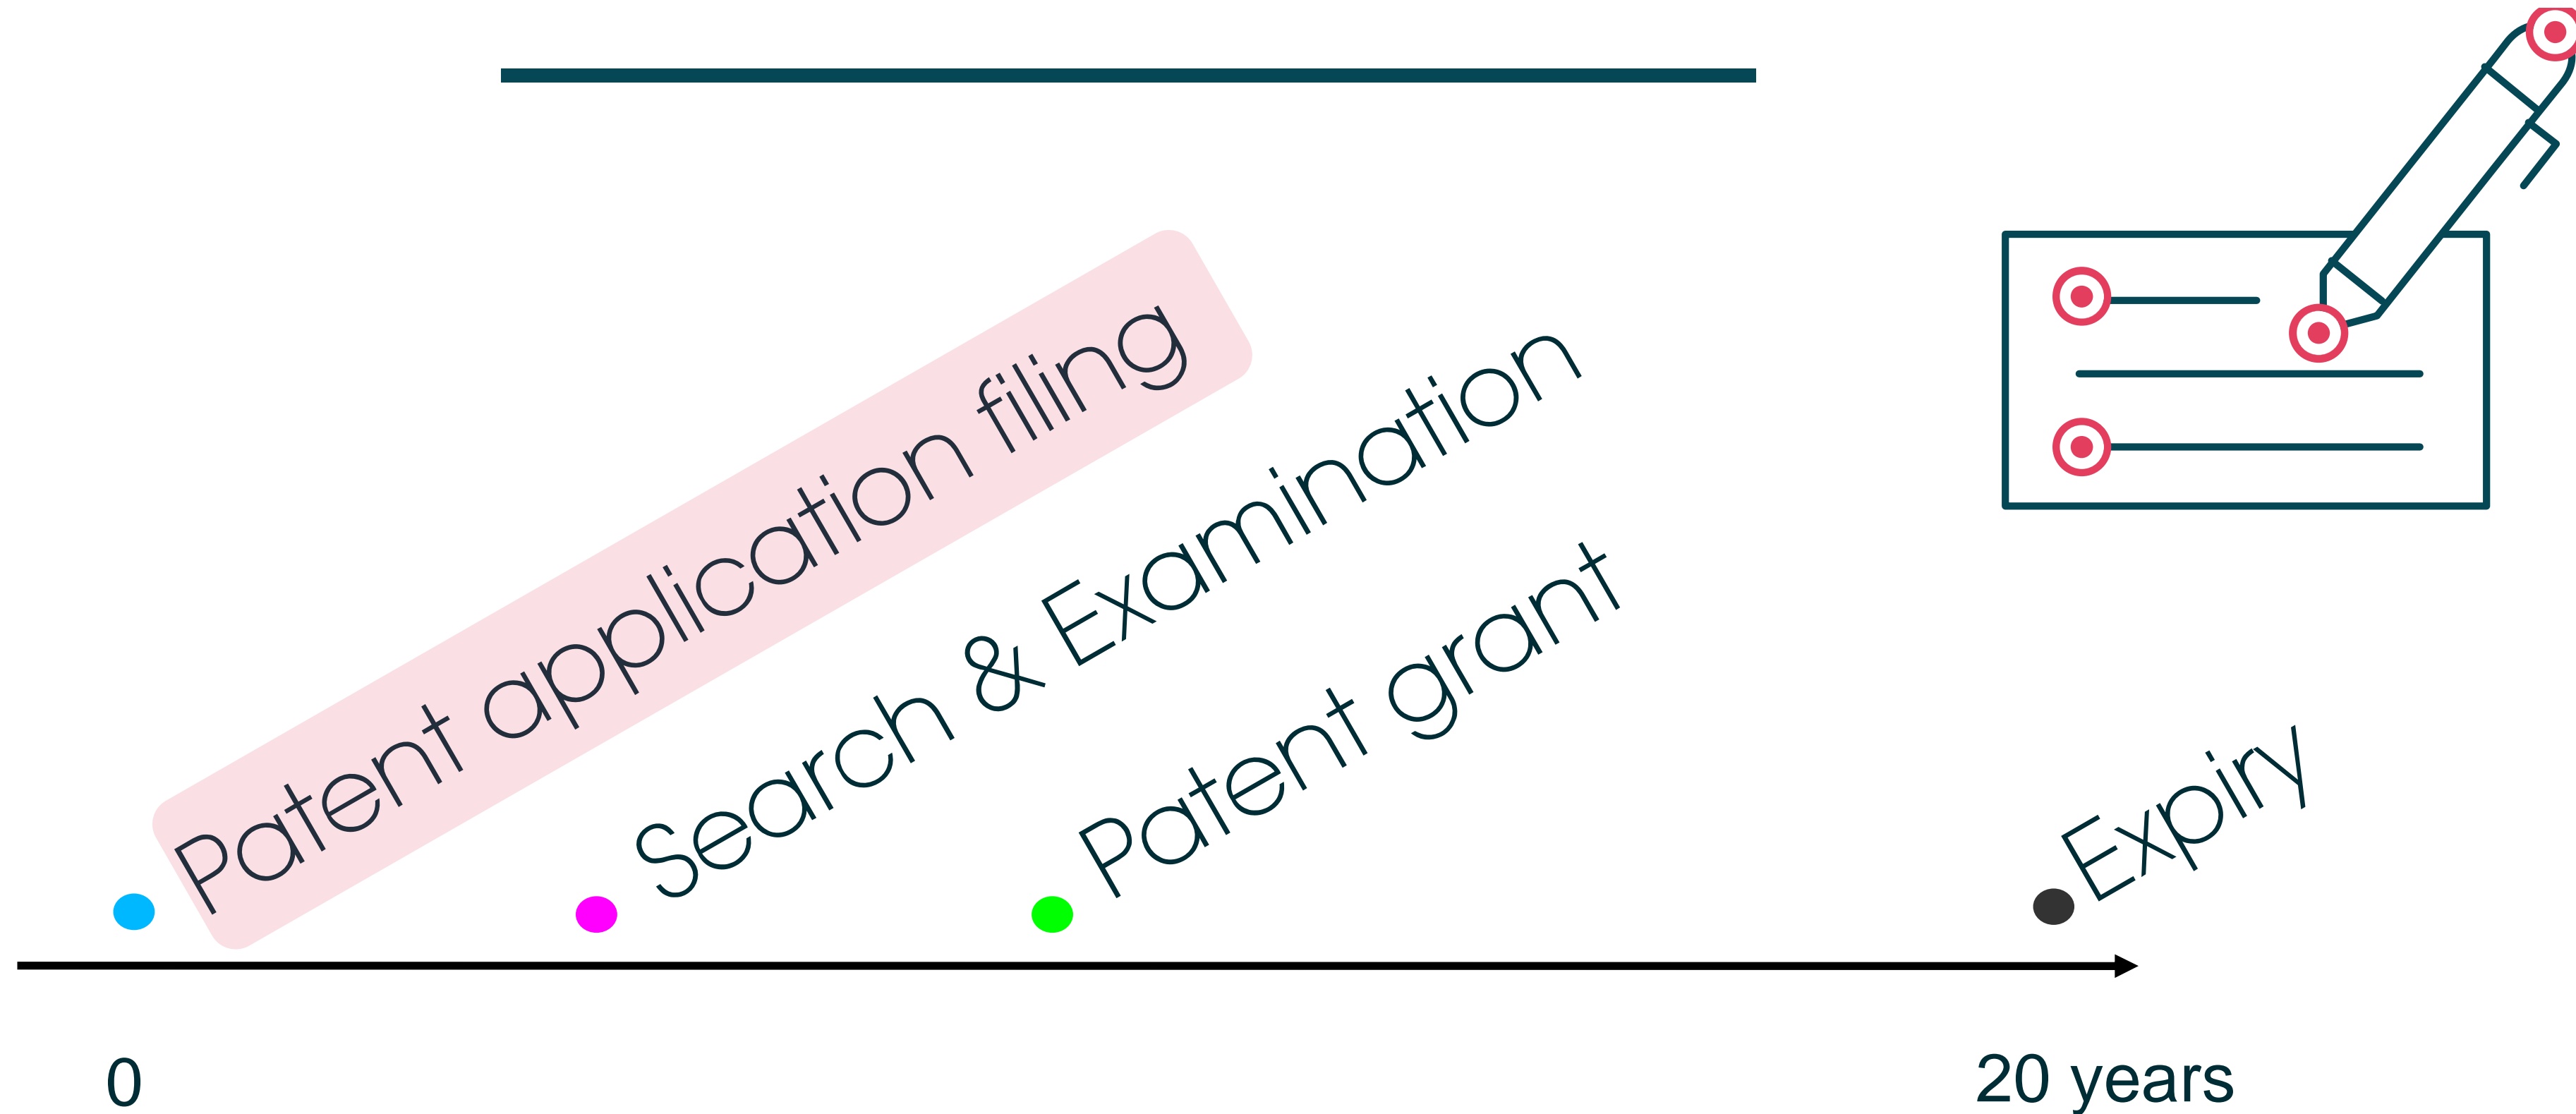 Patent application filing
Search & Examination
Patent grant
Expiry
0
20 years